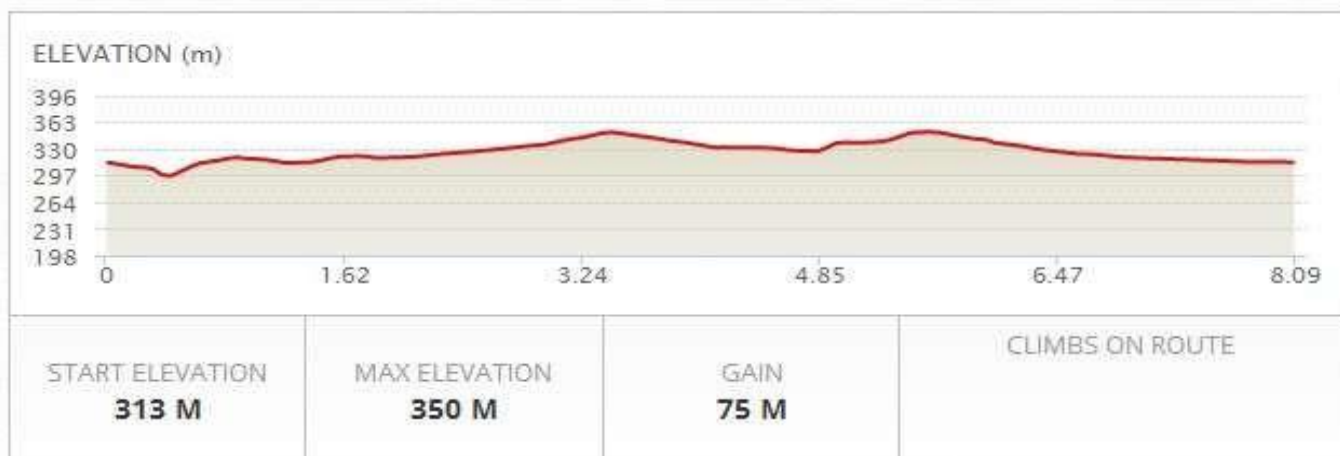 ELEVATION (m)
396
363
330
297
264
231
198
0 1.62 3.24 4.85 6.47 8.09
START ELEVATION
313 M
MAX ELEVATION
350 M
GAIN
75 M
CLIMBS ON ROUTE